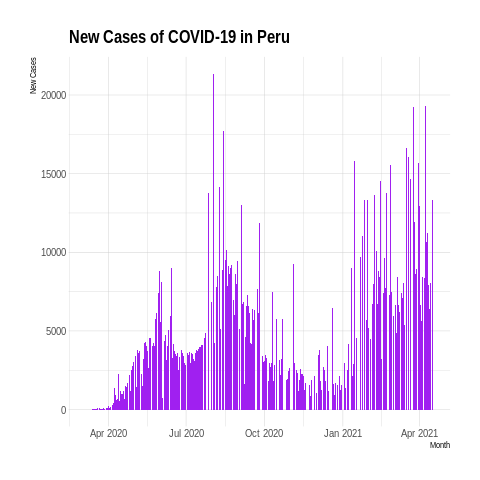 New Cases of COVID-19 in Peru
New Cases
20000
15000
10000
5000
0
Apr 2020 Jul 2020 Oct 2020 Jan 2021 Apr 2021
Month